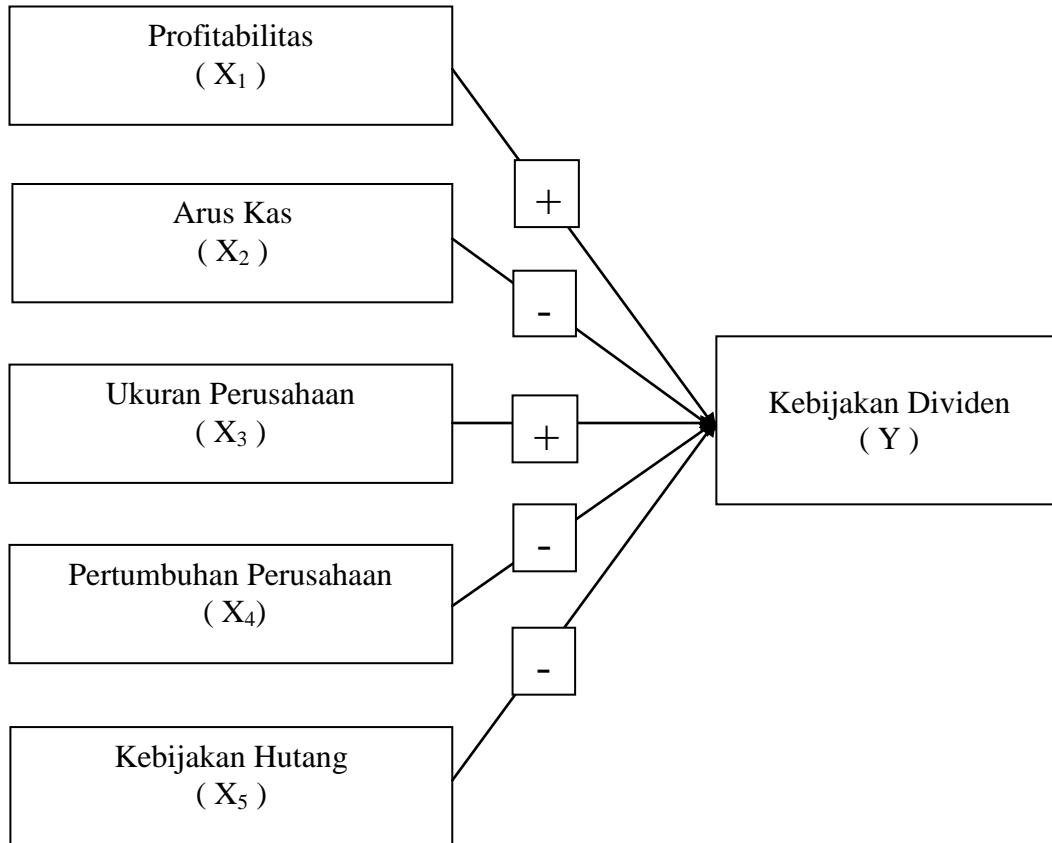 Profitabilitas
( X₁ )
+
Arus Kas
( X₂ )
-
Ukuran Perusahaan
( X₃ )
+
Kebijakan Dividen
( Y )
Pertumbuhan Perusahaan
( X₄)
-
Kebijakan Hutang
( X₅ )
-